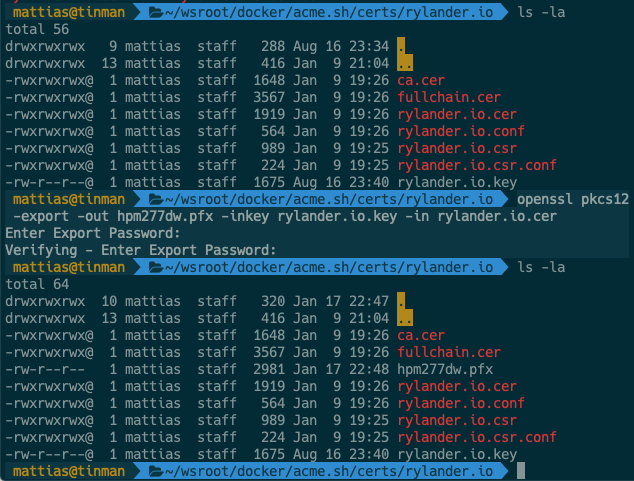 mattias@tinman ~/wsroot/docker/acme.sh/certs/rylander.io ls -la
total 56
drwxrwxrwx 9 mattias staff 288 Aug 16 23:34 .
drwxrwxrwx 13 mattias staff 416 Jan 9 21:04 ..
-rwxrwxrwx@ 1 mattias staff 1648 Jan 9 19:26 ca.cer
-rwxrwxrwx@ 1 mattias staff 3567 Jan 9 19:26 fullchain.cer
-rwxrwxrwx@ 1 mattias staff 1919 Jan 9 19:26 rylander.io.cer
-rwxrwxrwx@ 1 mattias staff 564 Jan 9 19:26 rylander.io.conf
-rwxrwxrwx@ 1 mattias staff 989 Jan 9 19:25 rylander.io.csr
-rwxrwxrwx@ 1 mattias staff 224 Jan 9 19:25 rylander.io.csr.conf
-rw-r--r--@ 1 mattias staff 1675 Aug 16 23:40 rylander.io.key
mattias@tinman ~/wsroot/docker/acme.sh/certs/rylander.io openssl pkcs12
-export -out hpm277dw.pfx -inkey rylander.io.key -in rylander.io.cer
Enter Export Password:
Verifying - Enter Export Password:
mattias@tinman ~/wsroot/docker/acme.sh/certs/rylander.io ls -la
total 64
drwxrwxrwx 10 mattias staff 320 Jan 17 22:47 .
drwxrwxrwx 13 mattias staff 416 Jan 9 21:04 ..
-rwxrwxrwx@ 1 mattias staff 1648 Jan 9 19:26 ca.cer
-rwxrwxrwx@ 1 mattias staff 3567 Jan 9 19:26 fullchain.cer
-rw-r--r-- 1 mattias staff 2981 Jan 17 22:48 hpm277dw.pfx
-rwxrwxrwx@ 1 mattias staff 1919 Jan 9 19:26 rylander.io.cer
-rwxrwxrwx@ 1 mattias staff 564 Jan 9 19:26 rylander.io.conf
-rwxrwxrwx@ 1 mattias staff 989 Jan 9 19:25 rylander.io.csr
-rwxrwxrwx@ 1 mattias staff 224 Jan 9 19:25 rylander.io.csr.conf
-rw-r--r--@ 1 mattias staff 1675 Aug 16 23:40 rylander.io.key
mattias@tinman ~/wsroot/docker/acme.sh/certs/rylander.io